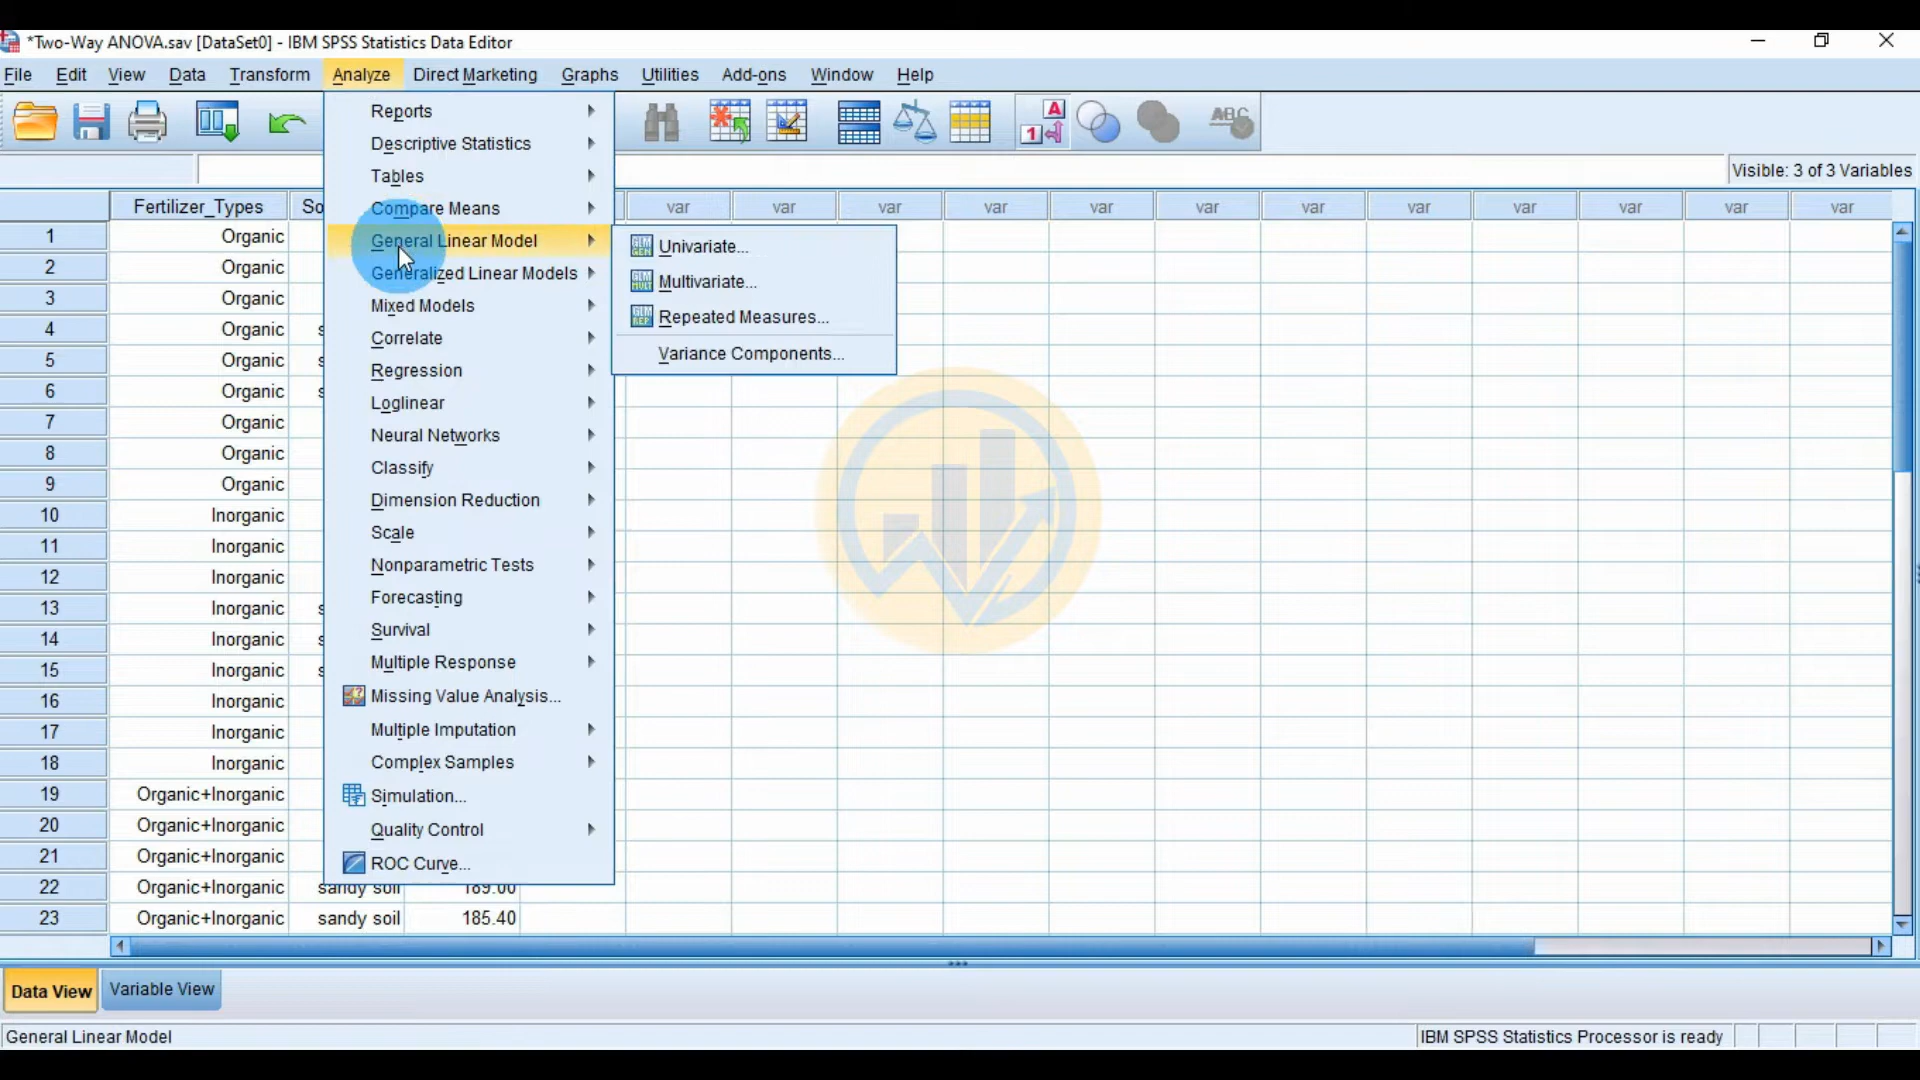 *Two-Way ANOVA.sav [DataSet0] - IBM SPSS Statistics Data Editor
File Edit View Data Transform Analyze Direct Marketing Graphs Utilities Add-ons Window Help
Visible: 3 of 3 Variables
Reports
Descriptive Statistics
Tables
Compare Means
General Linear Model
Generalized Linear Models
Mixed Models
Correlate
Regression
Loglinear
Neural Networks
Classify
Dimension Reduction
Scale
Nonparametric Tests
Forecasting
Survival
Multiple Response
Missing Value Analysis...
Multiple Imputation
Complex Samples
Simulation...
Quality Control
ROC Curve...
Univariate...
Multivariate...
Repeated Measures...
Variance Components...
Fertilizer_Types So var var var var var var var var var var var var
1 Organic
2 Organic
3 Organic
4 Organic s
5 Organic s
6 Organic s
7 Organic
8 Organic
9 Organic
10 Inorganic
11 Inorganic
12 Inorganic
13 Inorganic s
14 Inorganic s
15 Inorganic s
16 Inorganic
17 Inorganic
18 Inorganic
19 Organic+Inorganic
20 Organic+Inorganic
21 Organic+Inorganic
22 Organic+Inorganic sandy soil 189.00
23 Organic+Inorganic sandy soil 185.40
Data View Variable View
General Linear Model
IBM SPSS Statistics Processor is ready